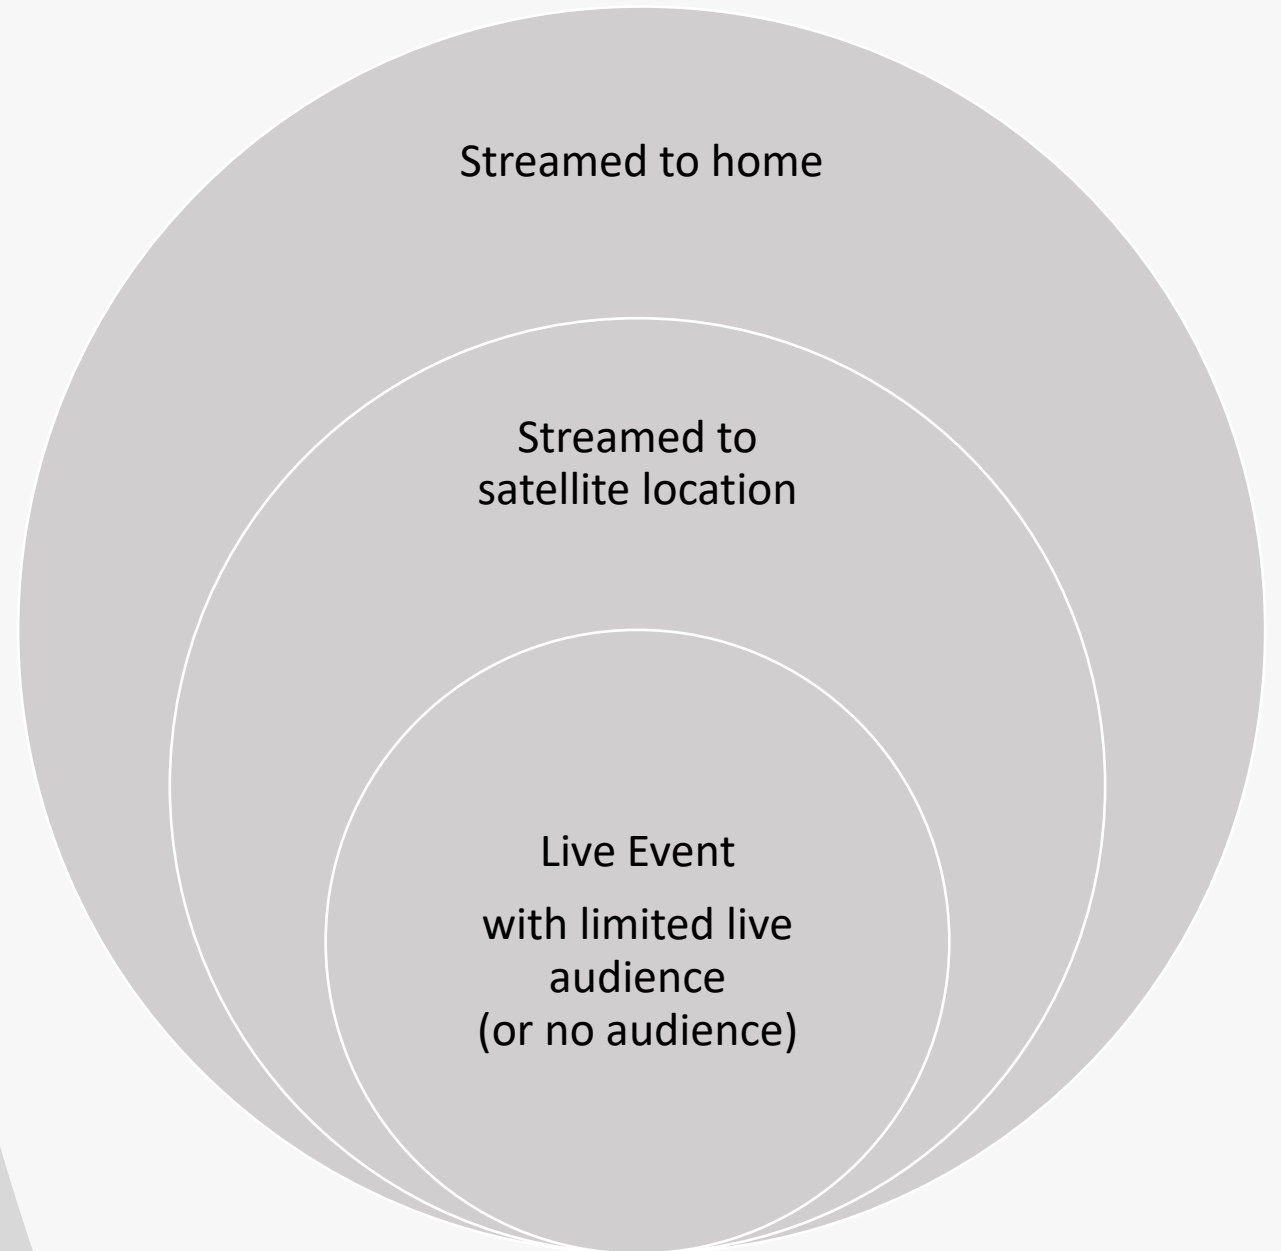 Streamed to home
Streamed to
satellite location
Live Event
with limited live
audience
(or no audience)